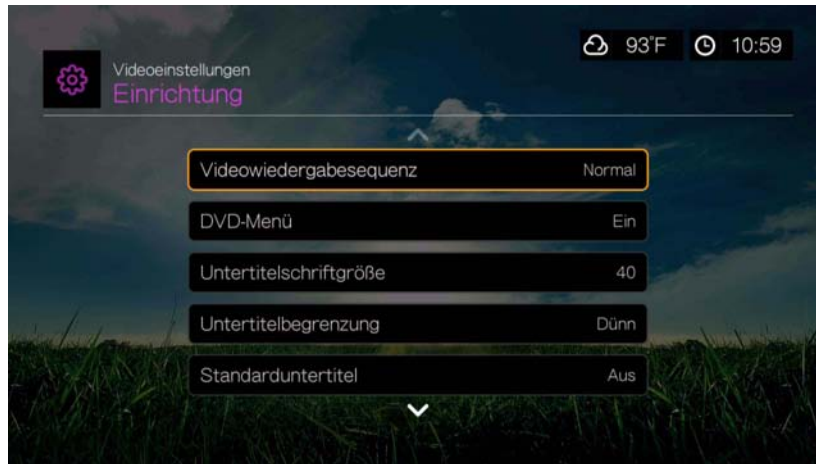 93°F 10:59
Videoeinstellungen
Einrichtung
Videowiedergabesequenz Normal
DVD-Menü Ein
Untertitelschriftgröße 40
Untertitelbegrenzung Dünn
Standarduntertitel Aus